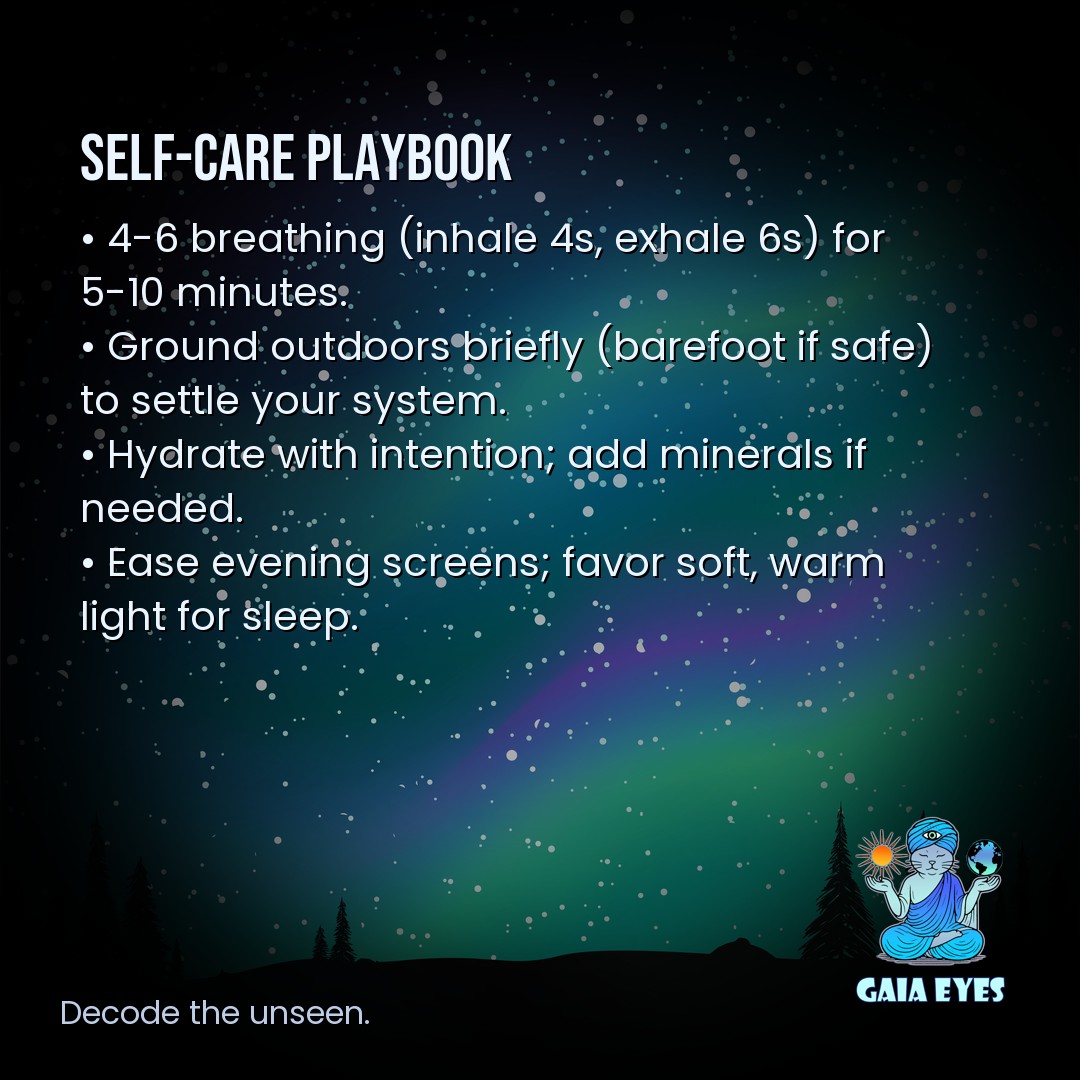 SELF-CARE PLAYBOOK
• 4-6 breathing (inhale 4s, exhale 6s) for
5-10 minutes.
• Ground outdoors briefly (barefoot if safe)
to settle your system.
• Hydrate with intention; add minerals if
needed.
• Ease evening screens; favor soft, warm
light for sleep.
GAIA EYES
Decode the unseen.